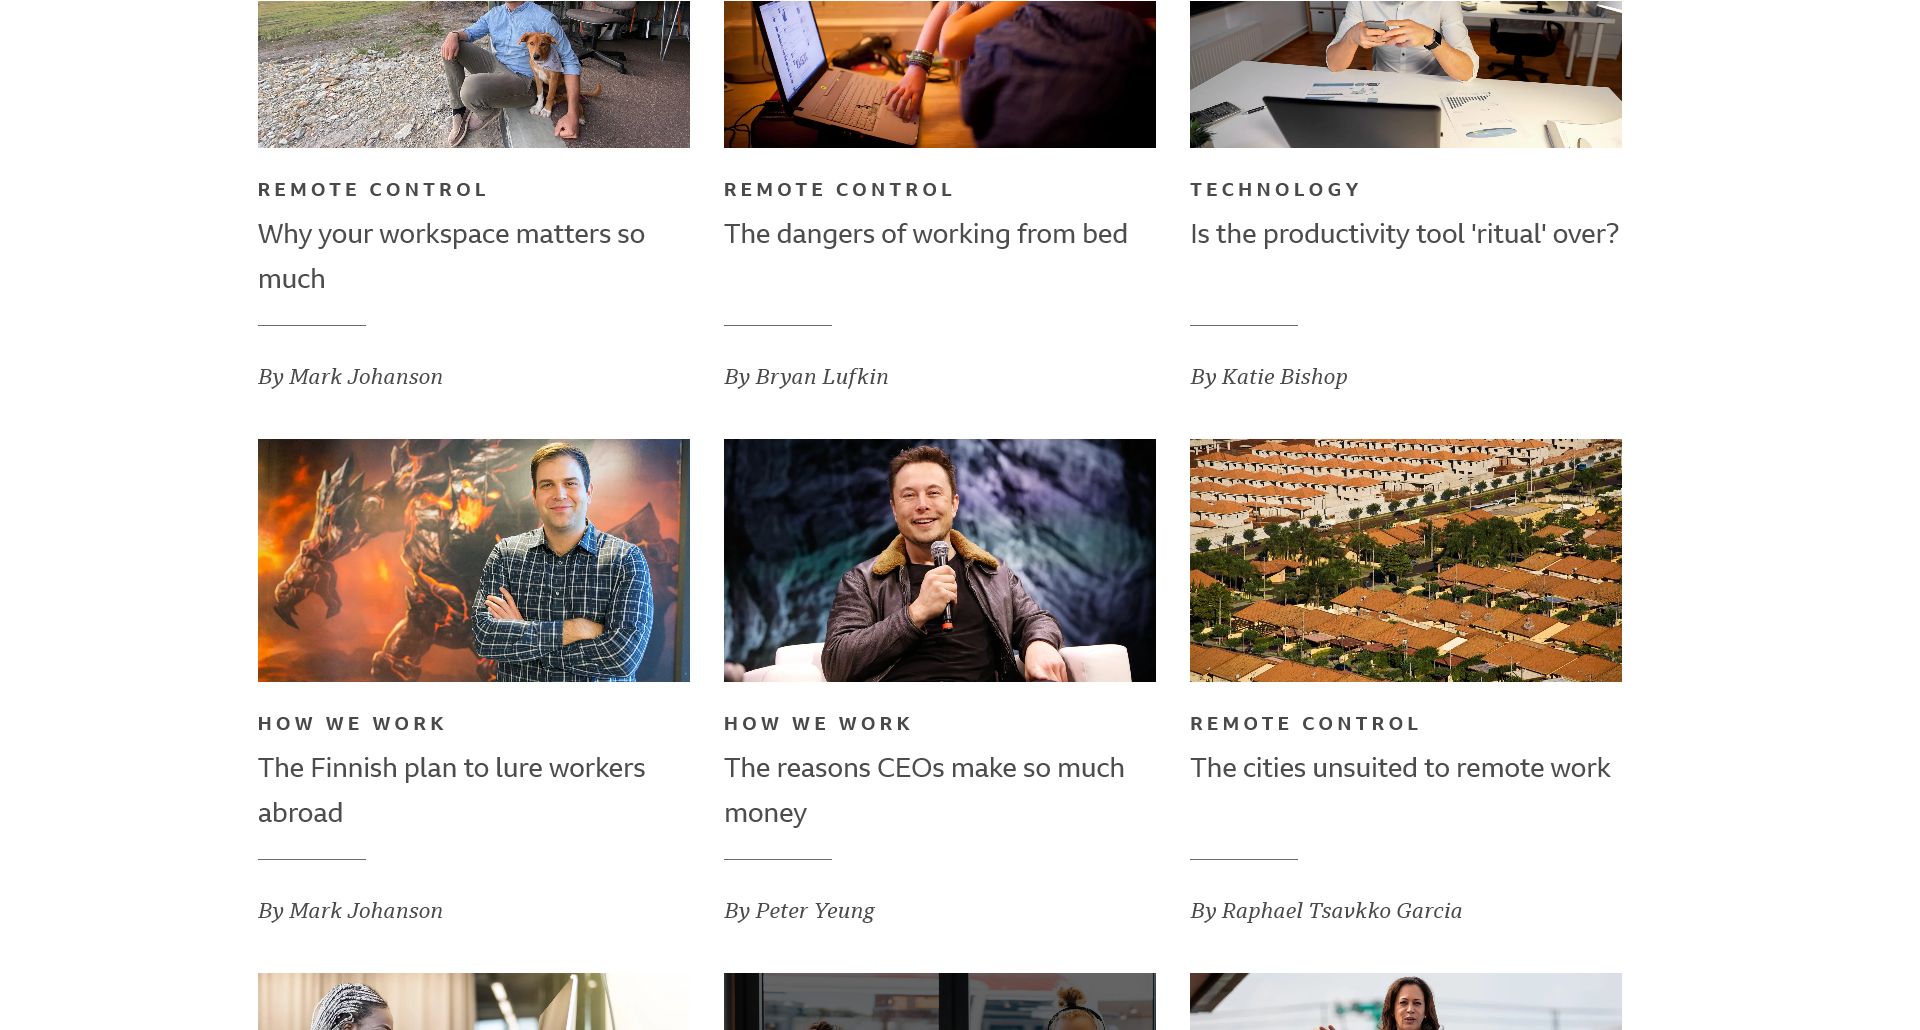 REMOTE CONTROL
Why your workspace matters so
much
By Mark Johanson
REMOTE CONTROL
The dangers of working from bed
By Bryan Lufkin
TECHNOLOGY
Is the productivity tool 'ritual' over?
By Katie Bishop
HOW WE WORK
The Finnish plan to lure workers
abroad
By Mark Johanson
HOW WE WORK
The reasons CEOs make so much
money
By Peter Yeung
REMOTE CONTROL
The cities unsuited to remote work
By Raphael Tsavkko Garcia